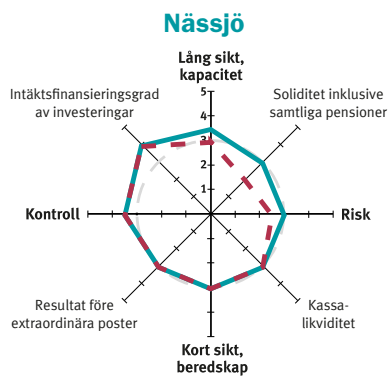 Nässjö
Lång sikt,
kapacitet
Intäktsfinansieringsgrad
av investeringar
Soliditet inklusive
samtliga pensioner
5
4
3
2
1
Kontroll
Risk
Resultat före
extraordinära poster
Kassa-
likviditet
Kort sikt,
beredskap